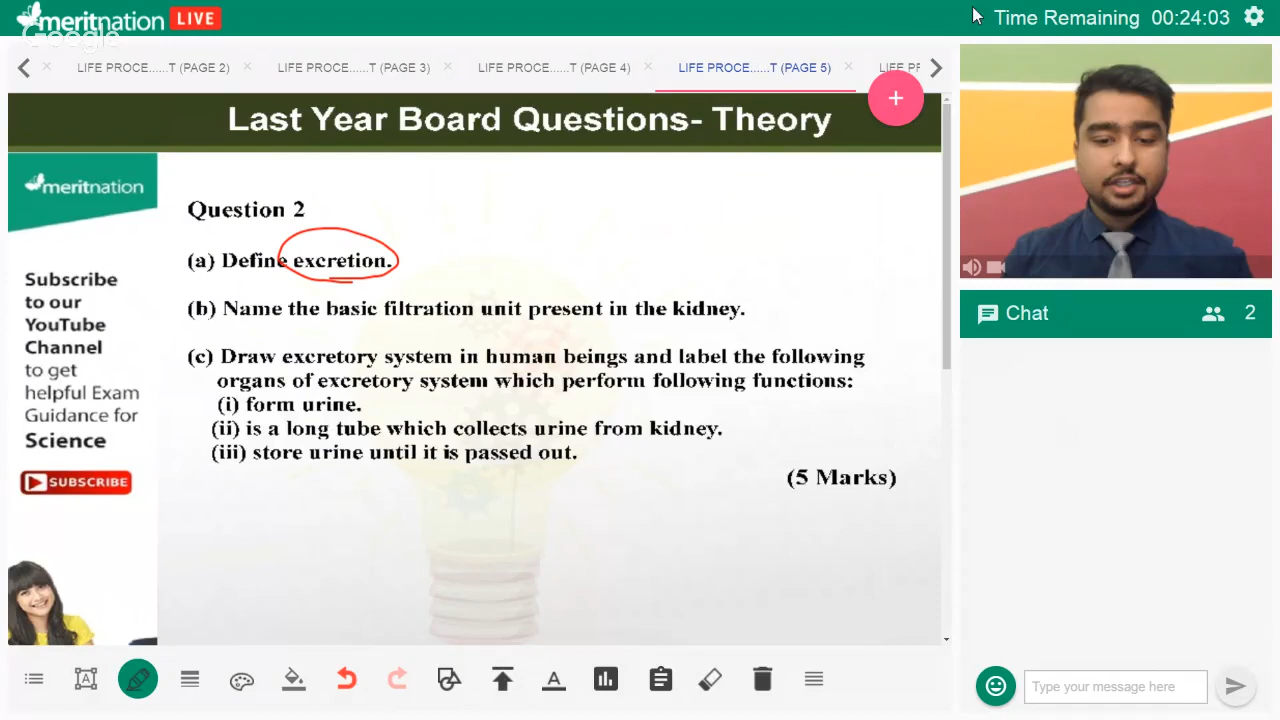 meritnation LIVE
Google
Time Remaining 00:24:03
LIFE PROCE......T (PAGE 2)
LIFE PROCE......T (PAGE 3)
LIFE PROCE......T (PAGE 4)
LIFE PROCE......T (PAGE 5)
LIFE PF
Last Year Board Questions- Theory
meritnation
Subscribe
to our
YouTube
Channel
to get
helpful Exam
Guidance for
Science
SUBSCRIBE
Question 2
(a) Define excretion.
(b) Name the basic filtration unit present in the kidney.
(c) Draw excretory system in human beings and label the following
organs of excretory system which perform following functions:
(i) form urine.
(ii) is a long tube which collects urine from kidney.
(iii) store urine until it is passed out.
(5 Marks)
Chat 2
A
A
Type your message here